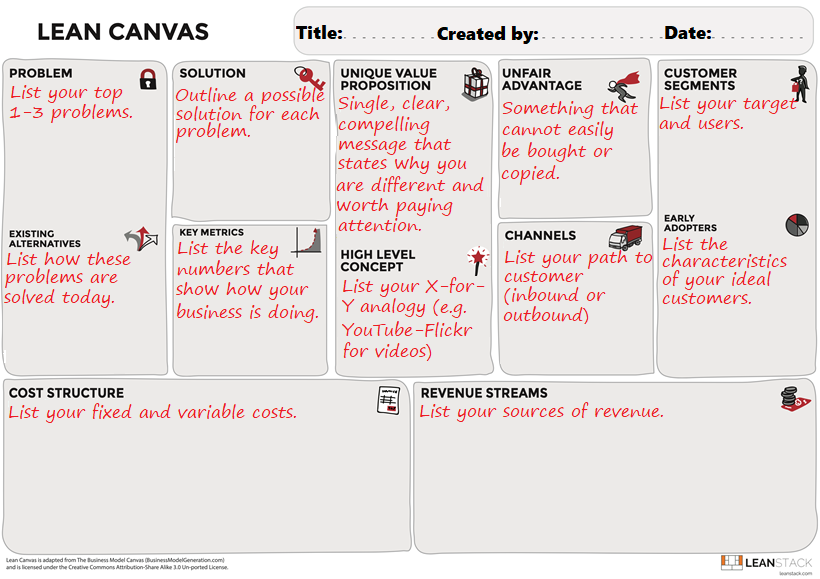 LEAN CANVAS
Title:. . . . . . . . . . Created by: . . . . . . . . . . . . . Date: . . . . . . . . . . .
PROBLEM
List your top
1-3 problems.
EXISTING
ALTERNATIVES
List how these
problems are
solved today.
SOLUTION
Outline a possible
solution for each
problem.
KEY METRICS
List the key
numbers that
show how your
business is doing.
UNIQUE VALUE
PROPOSITION
Single, clear,
compelling
message that
states why you
are different and
worth paying
attention.
HIGH LEVEL
CONCEPT
List your X-for-
Y analogy (e.g.
YouTube-Flickr
for videos)
UNFAIR
ADVANTAGE
Something that
cannot easily
be bought or
copied.
CHANNELS
List your path to
customer
(inbound or
outbound)
CUSTOMER
SEGMENTS
List your target
and users.
EARLY
ADOPTERS
List the
characteristics
of your ideal
customers.
COST STRUCTURE
List your fixed and variable costs.
REVENUE STREAMS
List your sources of revenue.
Lean Canvas is adapted from The Business Model Canvas (BusinessModelGeneration.com)
and is licensed under the Creative Commons Attribution-Share Alike 3.0 Un-ported License.
LEANSTACK
leanstack.com